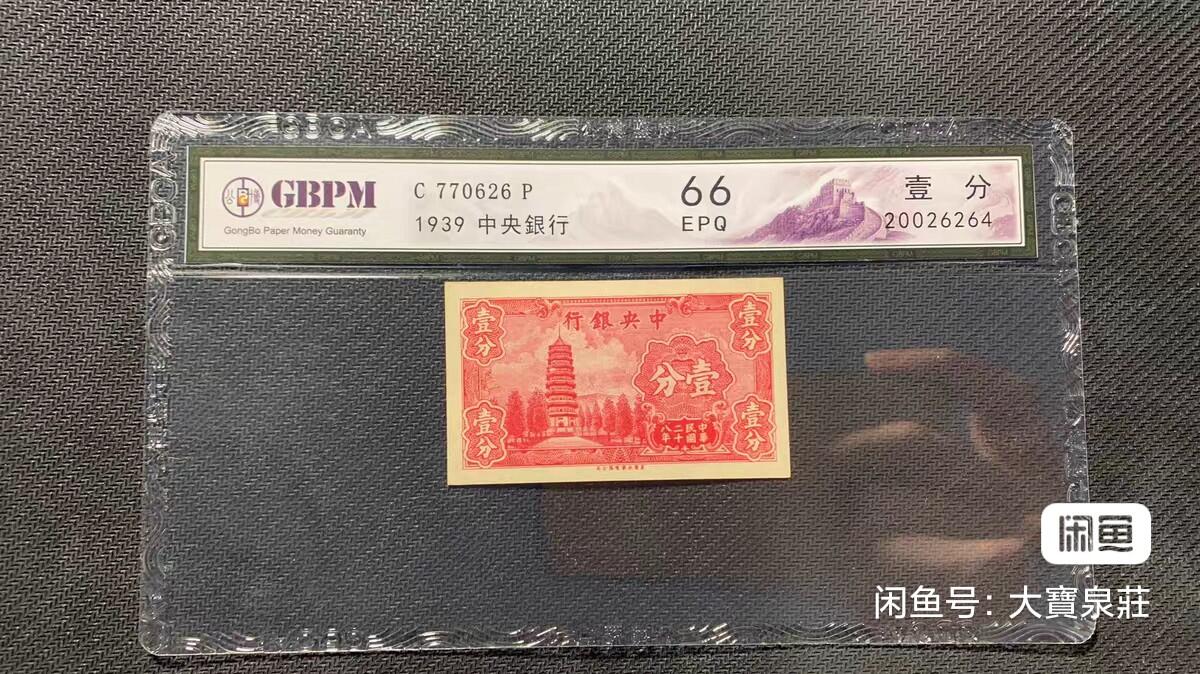 GBPM
GongBo Paper Money Guaranty
C 770626 P
1939 中央銀行
66
EPQ
壹 分
20026264
行銀央中
壹分
壹分
分壹
壹分
壹分
中華
民國
二十
八年
闲鱼
闲鱼号：大寶泉莊